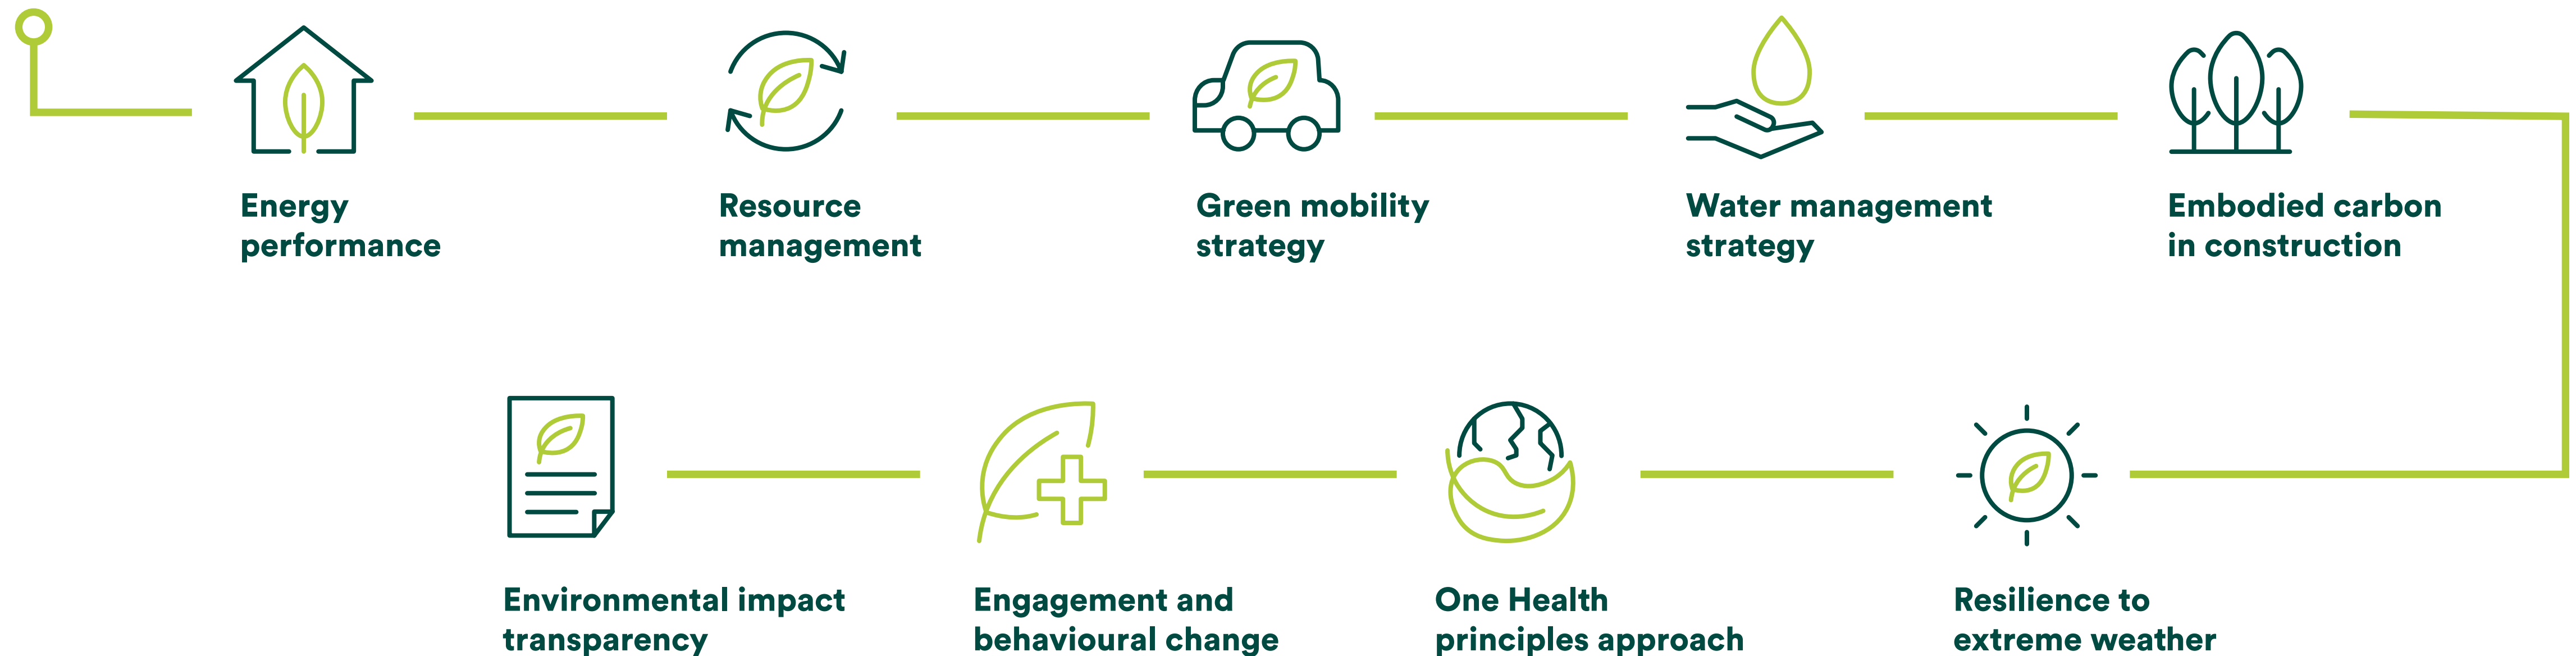 Energy
performance
Resource
management
Green mobility
strategy
Water management
strategy
Embodied carbon
in construction
Environmental impact
transparency
Engagement and
behavioural change
One Health
principles approach
Resilience to
extreme weather